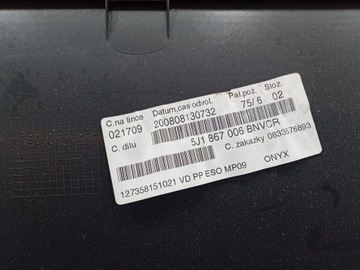 C.na lince Datum,cas odvol. Pal.poz. Sloz.
021709 200808130732 75/6 02
C. dilu 5J1 867 006 BNVCR
C. zakazky 0833576893
127358151021 VD PP ESO MP09 ONYX